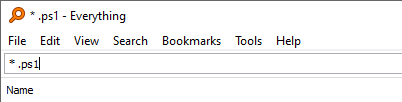 * .ps1 - Everything
File Edit View Search Bookmarks Tools Help
* .ps1
Name